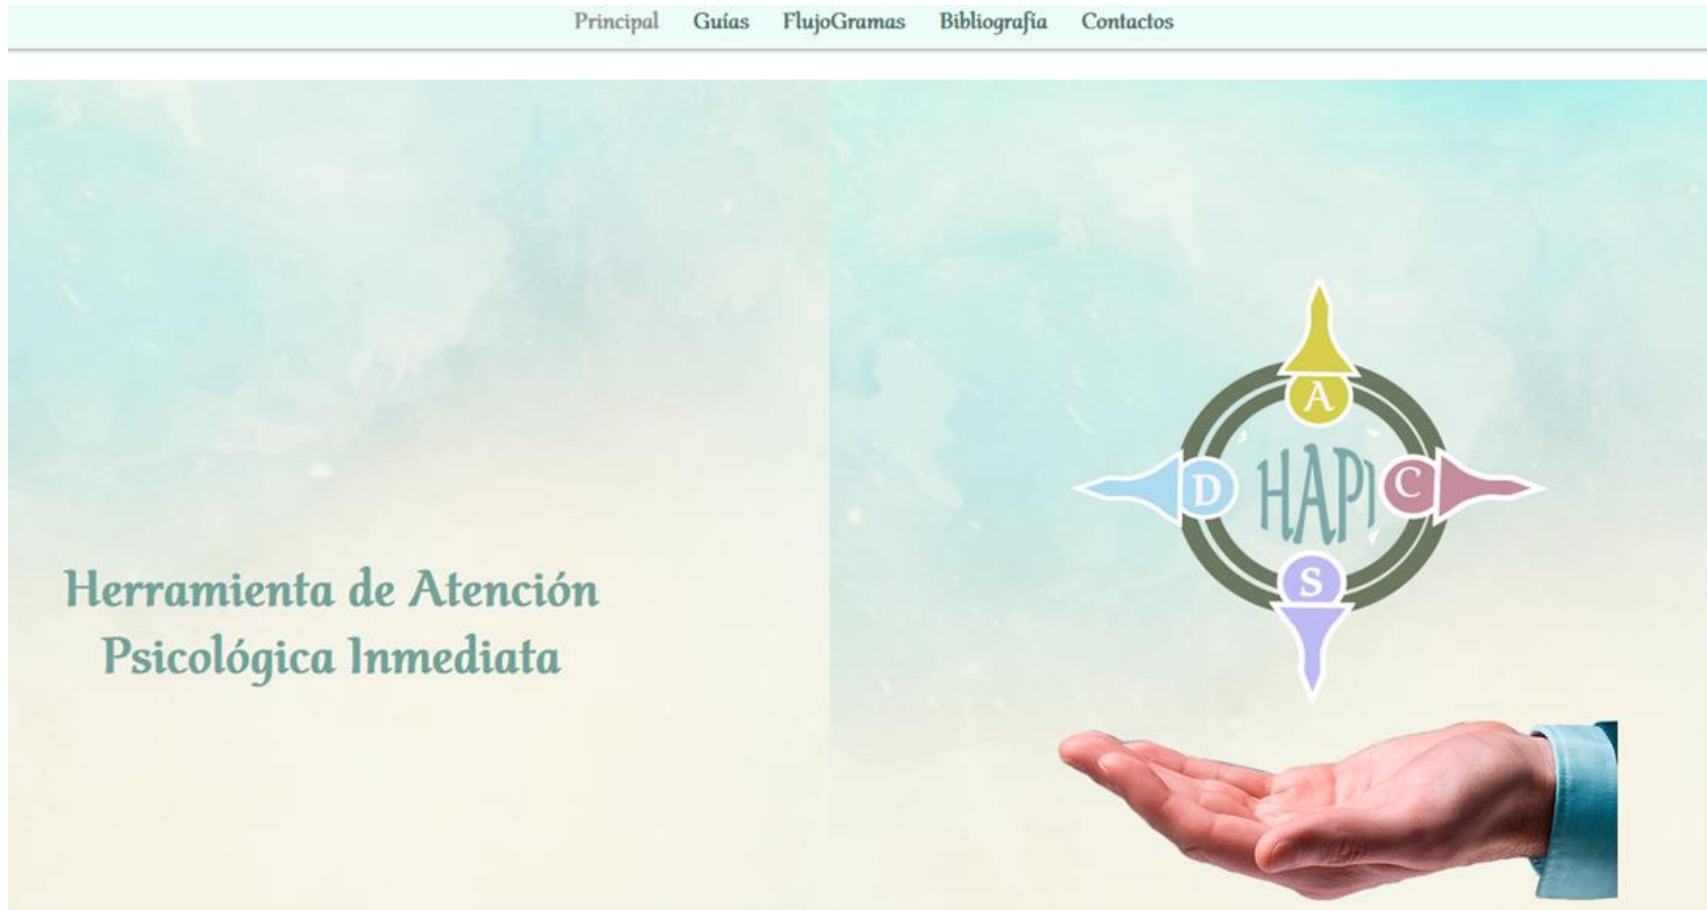 Principal Guías FlujoGramas Bibliografía Contactos
A
D HAPI C
S
Herramienta de Atención
Psicológica Inmediata